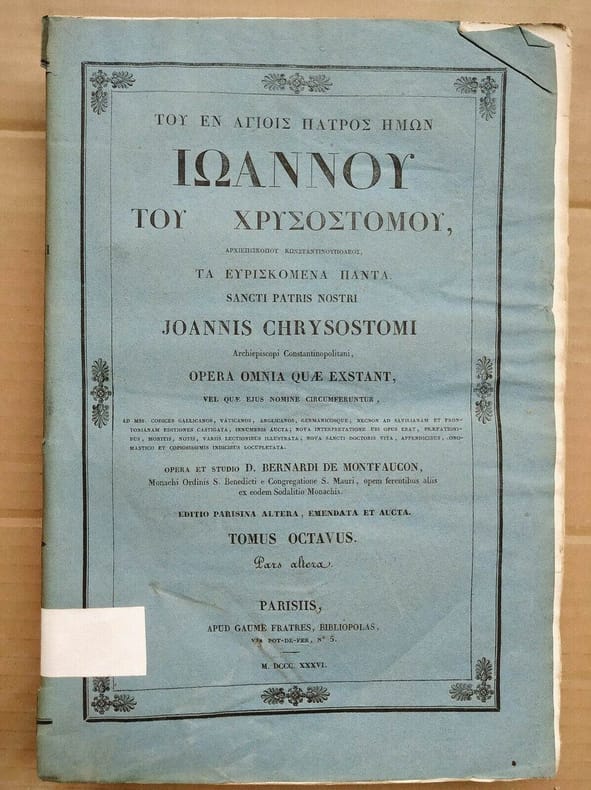 ΤΟΥ ΕΝ ΑΓΙΟΙΣ ΠΑΤΡΟΣ ΗΜΩΝ
ΙΩΑΝΝΟΥ
ΤΟΥ ΧΡΥΣΟΣΤΟΜΟΥ,
ΑΡΧΙΕΠΙΣΚΟΠΟΥ ΚΩΝΣΤΑΝΤΙΝΟΥΠΟΛΕΩΣ,
ΤΑ ΕΥΡΙΣΚΟΜΕΝΑ ΠΑΝΤΑ.
SANCTI PATRIS NOSTRI
JOANNIS CHRYSOSTOMI
Archiepiscopi Constantinopolitani,
OPERA OMNIA QUÆ EXSTANT,
VEL QUÆ EJUS NOMINE CIRCUMFERUNTUR,
AD MSS. CODICES GALLICANOS, VATICANOS, ANGLICANOS, GERMANICOSQUE; NECNON AD SAVILIANAM ET FRON-
TONIANAM EDITIONES CASTIGATA, INNUMERIS AUCTA; NOVA INTERPRETATIONE UBI OPUS ERAT, PRÆFATIONI-
BUS, MONITIS, NOTIS, VARIIS LECTIONIBUS ILLUSTRATA; NOVA SANCTI DOCTORIS VITA, APPENDICIBUS, ONO-
MASTICO ET COPIOSISSIMIS INDICIBUS LOCUPLETATA.
OPERA ET STUDIO D. BERNARDI DE MONTFAUCON,
Monachi Ordinis S. Benedicti e Congregatione S. Mauri, opem ferentibus aliis
ex eodem Sodalitio Monachis.
EDITIO PARISINA ALTERA, EMENDATA ET AUCTA.
TOMUS OCTAVUS.
Pars altera.
PARISIIS,
APUD GAUME FRATRES, BIBLIOPOLAS,
VIA POT-DE-FER, N° 5.
M. DCCC. XXXVI.